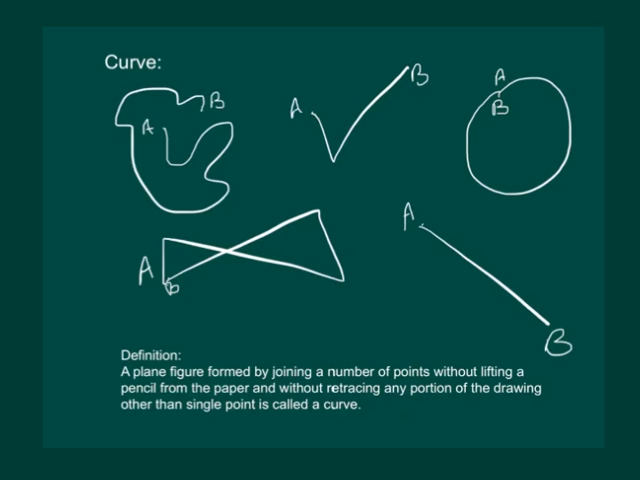 Curve:
B
A
A
B
A
B
A
B
A
B
Definition:
A plane figure formed by joining a number of points without lifting a
pencil from the paper and without retracing any portion of the drawing
other than single point is called a curve.